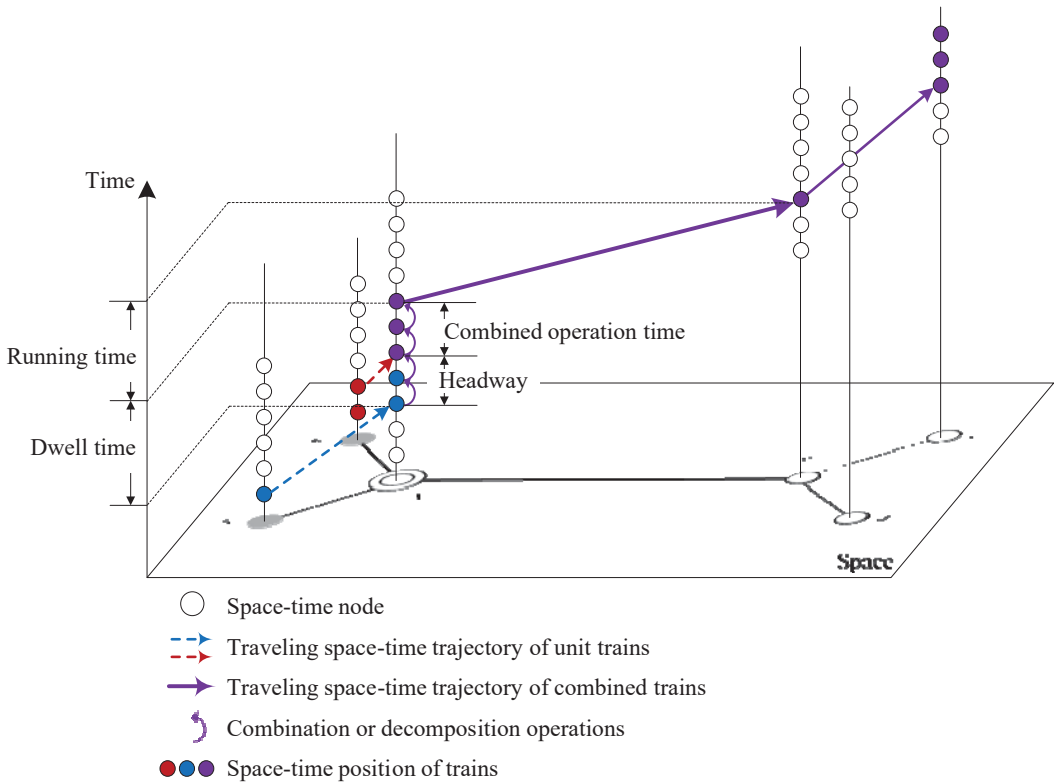 Time
Combined operation time
Running time
Headway
Dwell time
Space
Space-time node
Traveling space-time trajectory of unit trains
Traveling space-time trajectory of combined trains
Combination or decomposition operations
Space-time position of trains